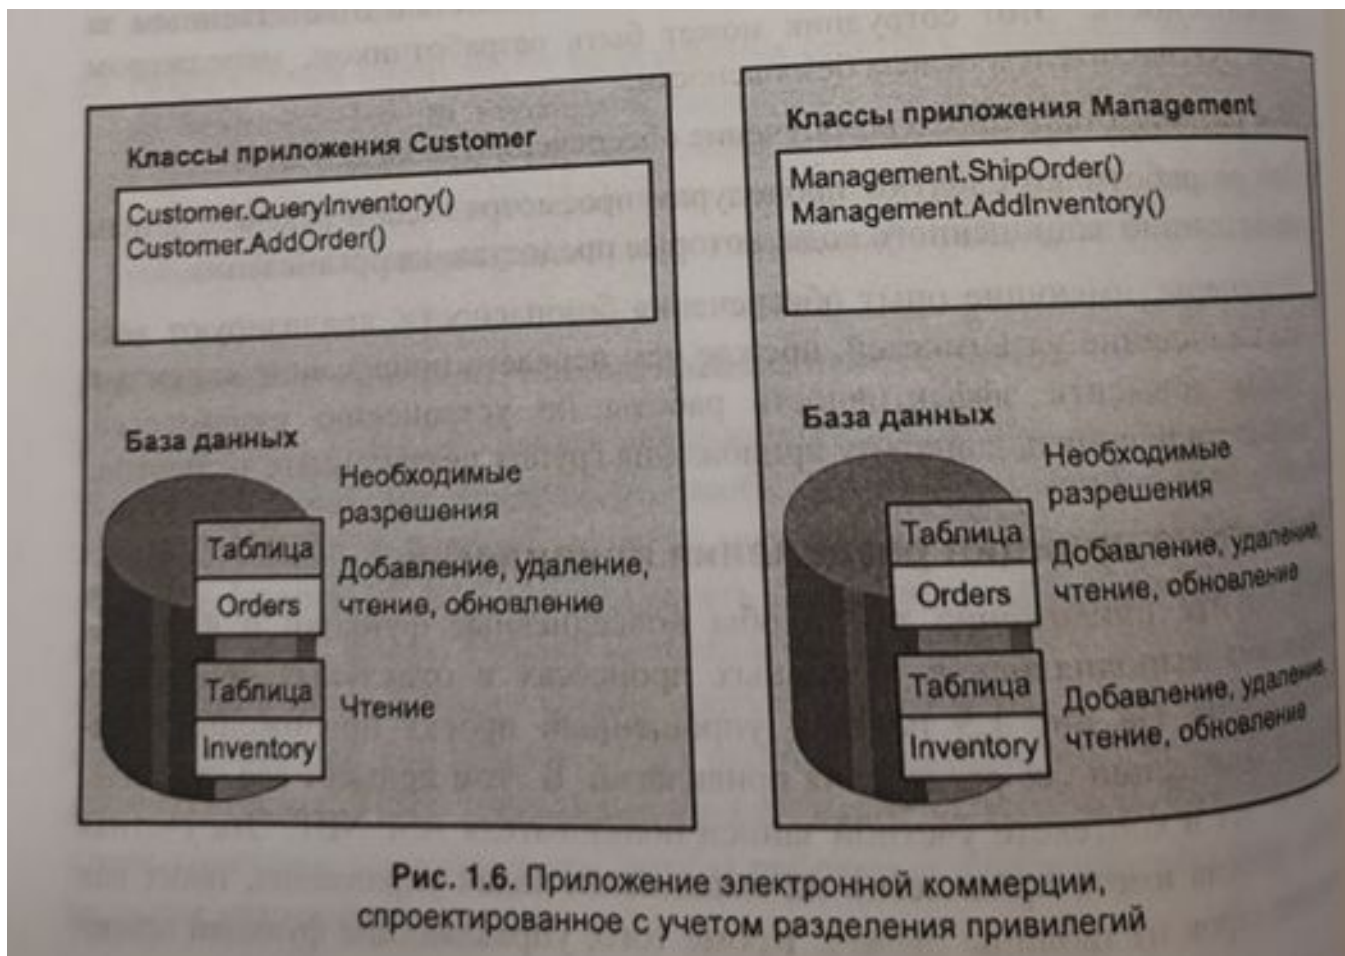 Классы приложения Customer
Customer.QueryInventory()
Customer.AddOrder()
База данных
Необходимые
разрешения
Таблица
Orders
Добавление, удаление,
чтение, обновление
Таблица
Inventory
Чтение
Классы приложения Management
Management.ShipOrder()
Management.AddInventory()
База данных
Необходимые
разрешения
Таблица
Orders
Добавление, удаление,
чтение, обновление
Таблица
Inventory
Добавление, удаление,
чтение, обновление
Рис. 1.6. Приложение электронной коммерции,
спроектированное с учетом разделения привилегий